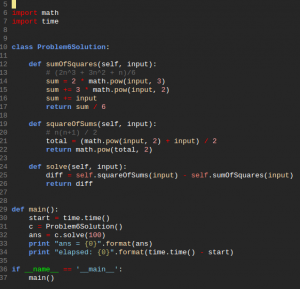 5
6 import math
7 import time
8
9
10 class Problem6Solution:
11
12 def sumOfSquares(self, input):
13 # (2n^3 + 3n^2 + n)/6
14 sum = 2 * math.pow(input, 3)
15 sum += 3 * math.pow(input, 2)
16 sum += input
17 return sum / 6
18
19 def squareOfSums(self, input):
20 # n(n+1) / 2
21 total = (math.pow(input, 2) + input) / 2
22 return math.pow(total, 2)
23
24 def solve(self, input):
25 diff = self.squareOfSums(input) - self.sumOfSquares(input)
26 return diff
27
28
29 def main():
30 start = time.time()
31 c = Problem6Solution()
32 ans = c.solve(100)
33 print "ans = {0}".format(ans)
34 print "elapsed: {0}".format(time.time() - start)
35
36 if __name__ == '__main__':
37 main()